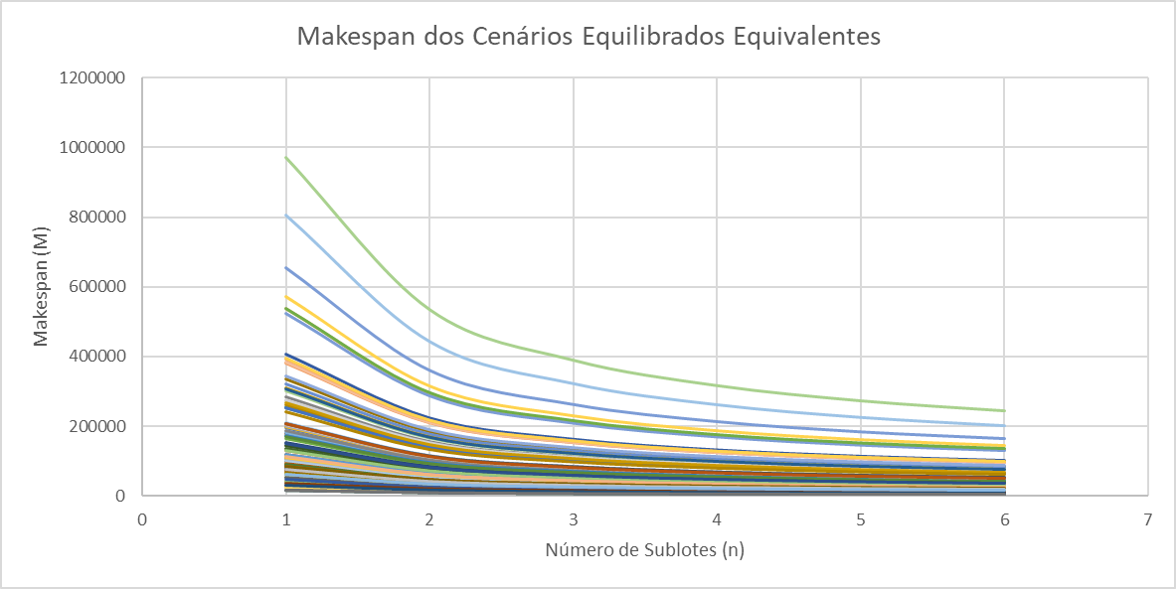 Makespan dos Cenários Equilibrados Equivalentes
1200000
1000000
800000
600000
400000
200000
0
Makespan (M)
0 1 2 3 4 5 6 7
Número de Sublotes (n)